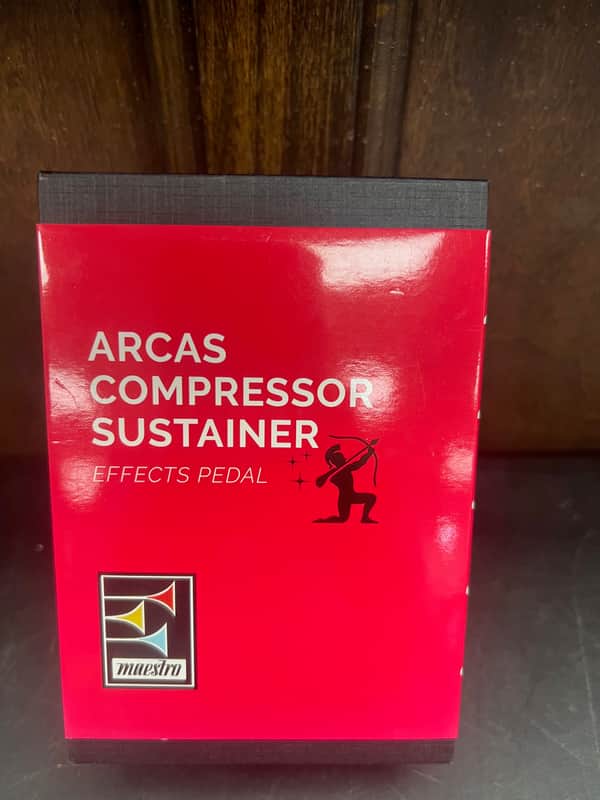 ARCAS
COMPRESSOR
SUSTAINER
EFFECTS PEDAL
maestro